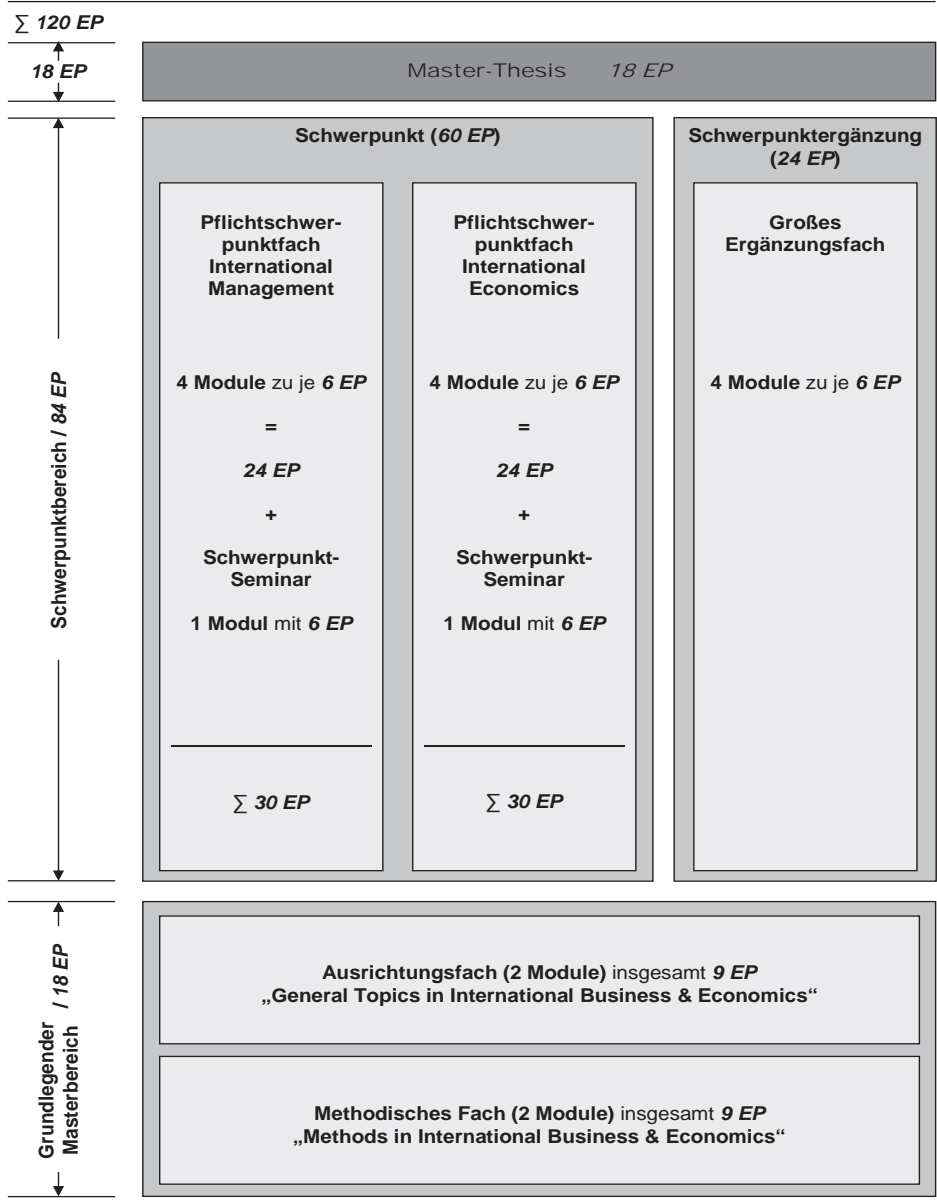 ∑ 120 EP
18 EP
Master-Thesis 18 EP
Schwerpunktbereich / 84 EP
Schwerpunkt (60 EP)
Pflichtschwer-
punktfach
International
Management
4 Module zu je 6 EP
=
24 EP
+
Schwerpunkt-
Seminar
1 Modul mit 6 EP
∑ 30 EP
Pflichtschwer-
punktfach
International
Economics
4 Module zu je 6 EP
=
24 EP
+
Schwerpunkt-
Seminar
1 Modul mit 6 EP
∑ 30 EP
Schwerpunktergänzung
(24 EP)
Großes
Ergänzungsfach
4 Module zu je 6 EP
Grundlegender / 18 EP
Masterbereich
Ausrichtungsfach (2 Module) insgesamt 9 EP
„General Topics in International Business & Economics“
Methodisches Fach (2 Module) insgesamt 9 EP
„Methods in International Business & Economics“